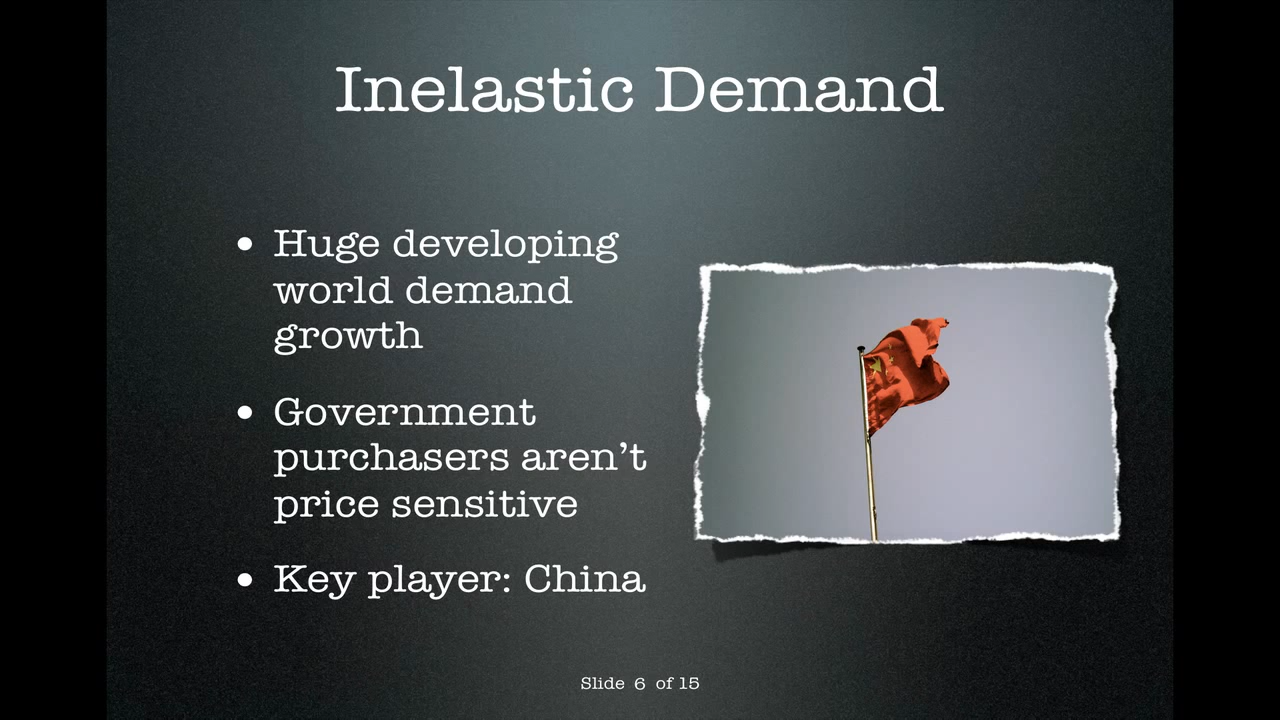 Inelastic Demand
• Huge developing
world demand
growth
• Government
purchasers aren’t
price sensitive
• Key player: China
Slide 6 of 15